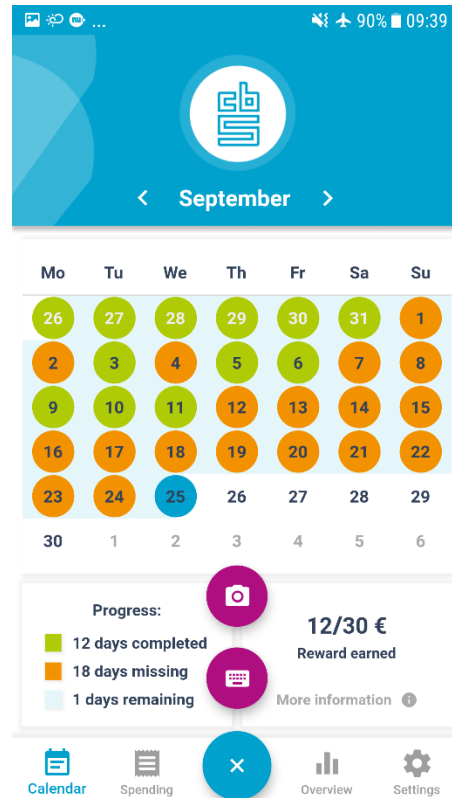 ... 90% 09:39
cbs
< September >
Mo Tu We Th Fr Sa Su
26 27 28 29 30 31 1
2 3 4 5 6 7 8
9 10 11 12 13 14 15
16 17 18 19 20 21 22
23 24 25 26 27 28 29
30 1 2 3 4 5 6
Progress:
12 days completed
18 days missing
1 days remaining
12/30 €
Reward earned
More information
Calendar Spending Overview Settings